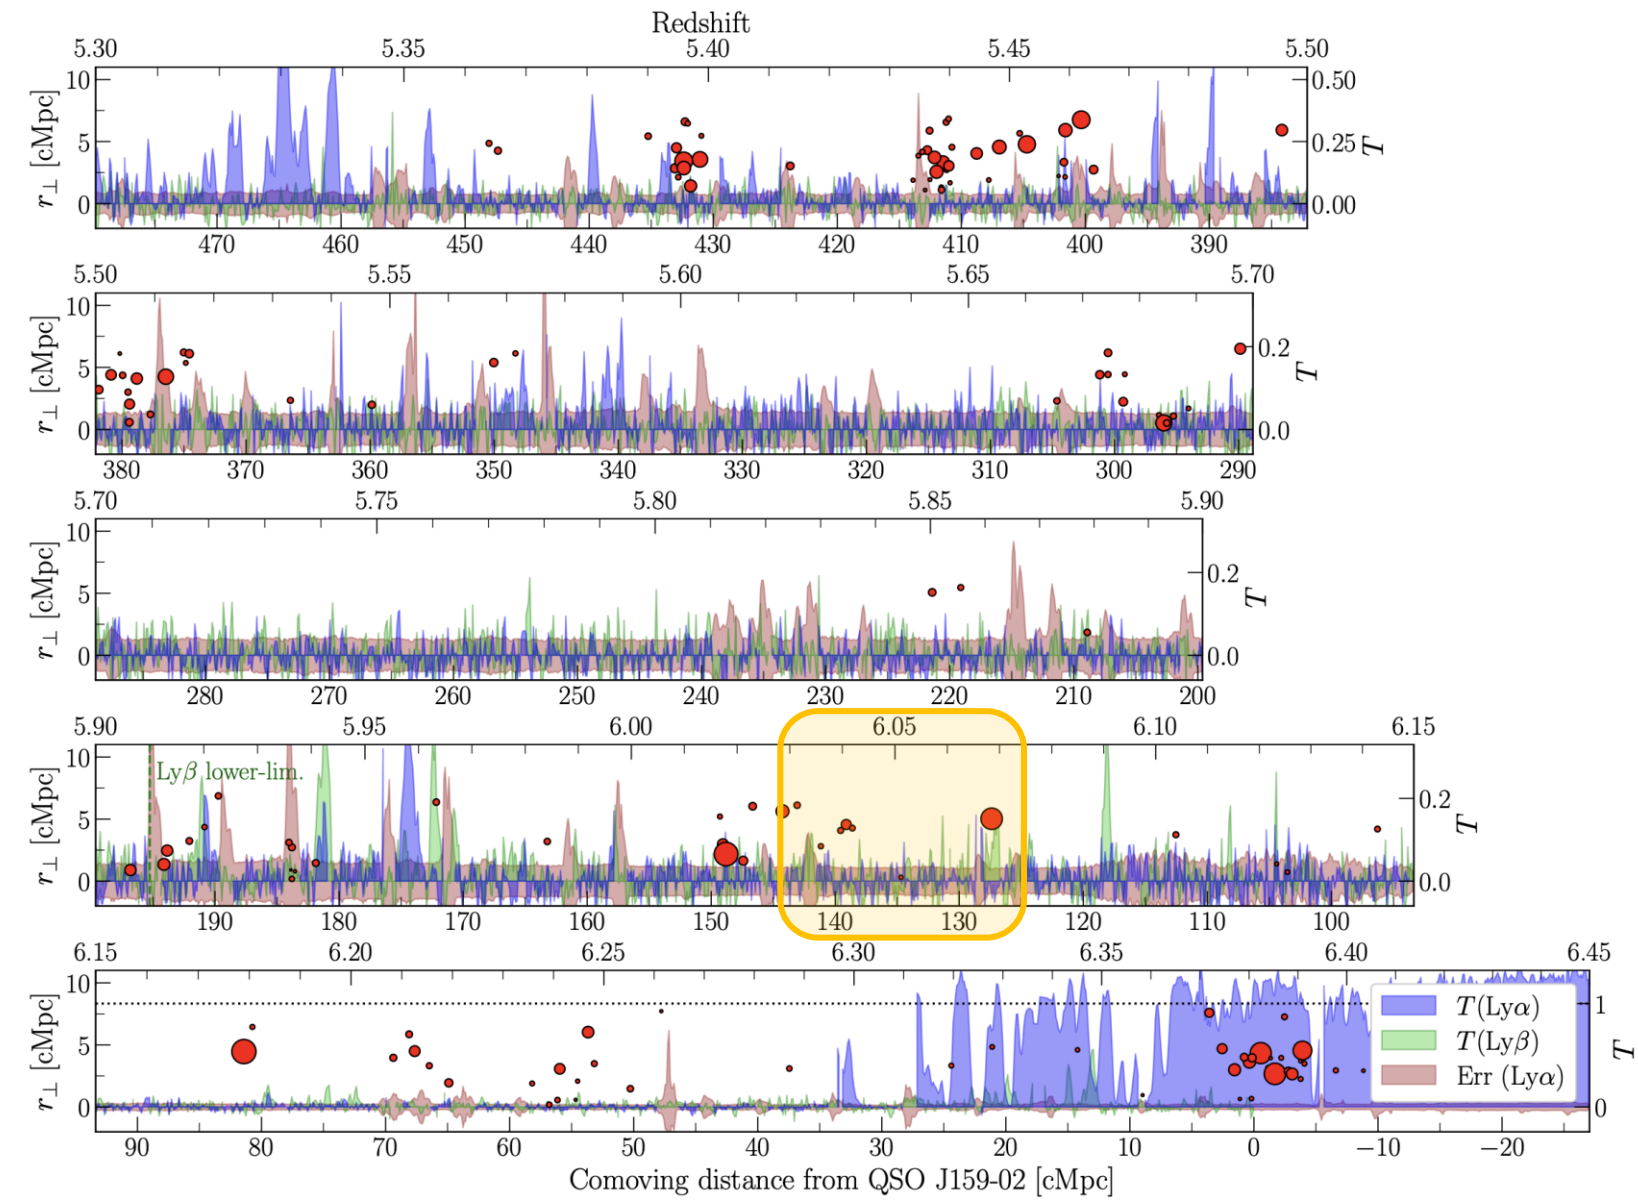 Redshift
5.30 5.35 5.40 5.45 5.50
10 5 0
r⊥ [cMpc]
0.50 0.25 0.00
T
470 460 450 440 430 420 410 400 390
5.50 5.55 5.60 5.65 5.70
10 5 0
r⊥ [cMpc]
0.2 0.0
T
380 370 360 350 340 330 320 310 300 290
5.70 5.75 5.80 5.85 5.90
10 5 0
r⊥ [cMpc]
0.2 0.0
T
280 270 260 250 240 230 220 210 200
5.90 5.95 6.00 6.05 6.10 6.15
10 5 0
r⊥ [cMpc]
Lyβ lower-lim.
0.2 0.0
T
190 180 170 160 150 140 130 120 110 100
6.15 6.20 6.25 6.30 6.35 6.40 6.45
10 5 0
r⊥ [cMpc]
T(Lyα)
T(Lyβ)
Err (Lyα)
1 0
T
90 80 70 60 50 40 30 20 10 0 −10 −20
Comoving distance from QSO J159-02 [cMpc]